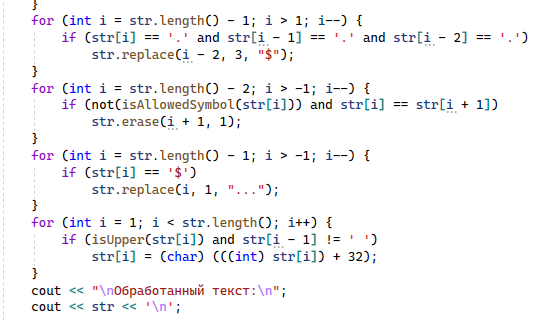 }
for (int i = str.length() - 1; i > 1; i--) {
if (str[i] == '.' and str[i - 1] == '.' and str[i - 2] == '.')
str.replace(i - 2, 3, "$");
}
for (int i = str.length() - 2; i > -1; i--) {
if (not(isAllowedSymbol(str[i])) and str[i] == str[i + 1])
str.erase(i + 1, 1);
}
for (int i = str.length() - 1; i > -1; i--) {
if (str[i] == '$')
str.replace(i, 1, "...");
}
for (int i = 1; i < str.length(); i++) {
if (isUpper(str[i]) and str[i - 1] != ' ')
str[i] = (char) (((int) str[i]) + 32);
}
cout << "\nОбработанный текст:\n";
cout << str << '\n';